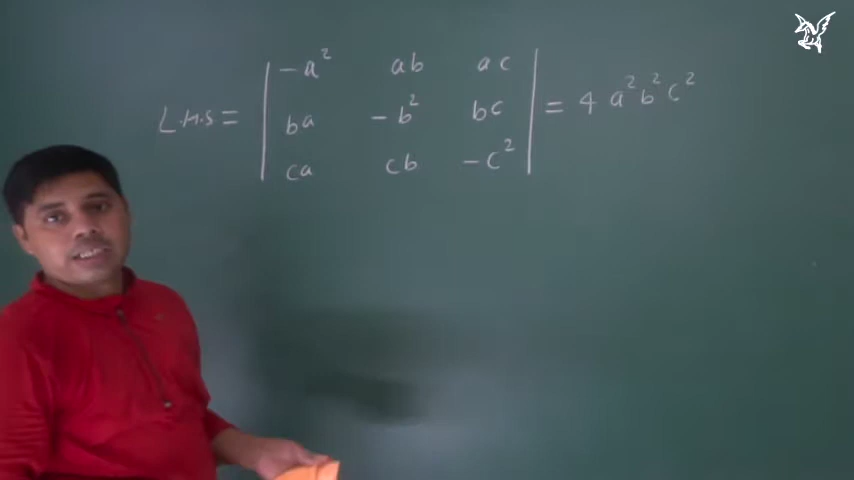 -a² ab ac
L.H.S = ba -b² bc = 4 a²b²c²
ca cb -c²